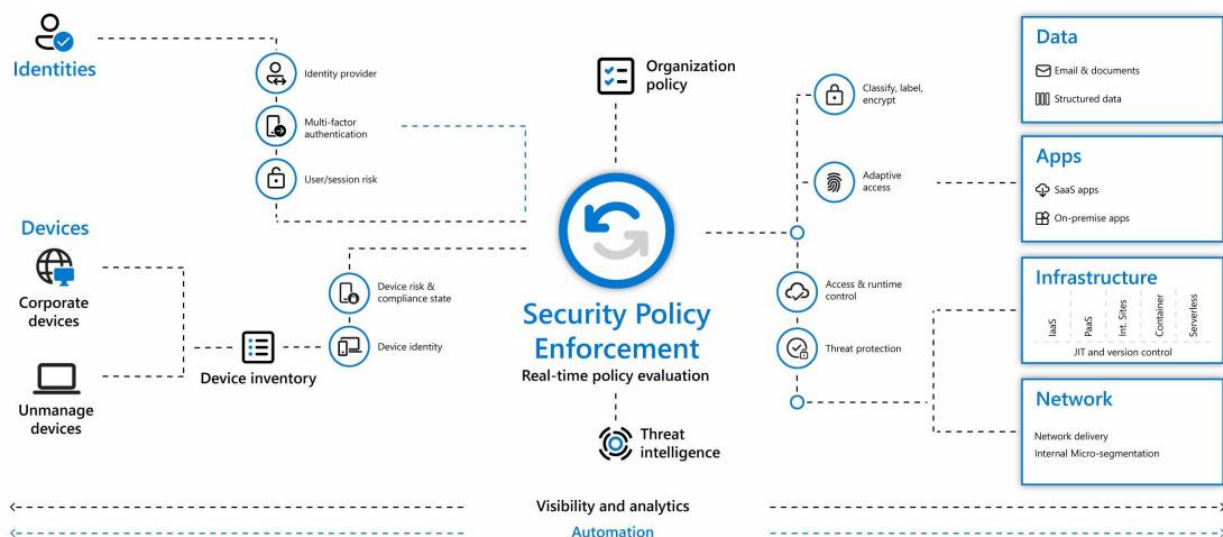 Identities
Identity provider
Multi-factor
authentication
User/session risk
Devices
Corporate
devices
Unmanage
devices
Device inventory
Device risk &
compliance state
Device identity
Organization
policy
Security Policy
Enforcement
Real-time policy evaluation
Threat
intelligence
Classify, label,
encrypt
Adaptive
access
Access & runtime
control
Threat protection
Data
Email & documents
Structured data
Apps
SaaS apps
On-premise apps
Infrastructure
IaaS
PaaS
Int. Sites
Container
Serverless
JIT and version control
Network
Network delivery
Internal Micro-segmentation
Visibility and analytics
Automation